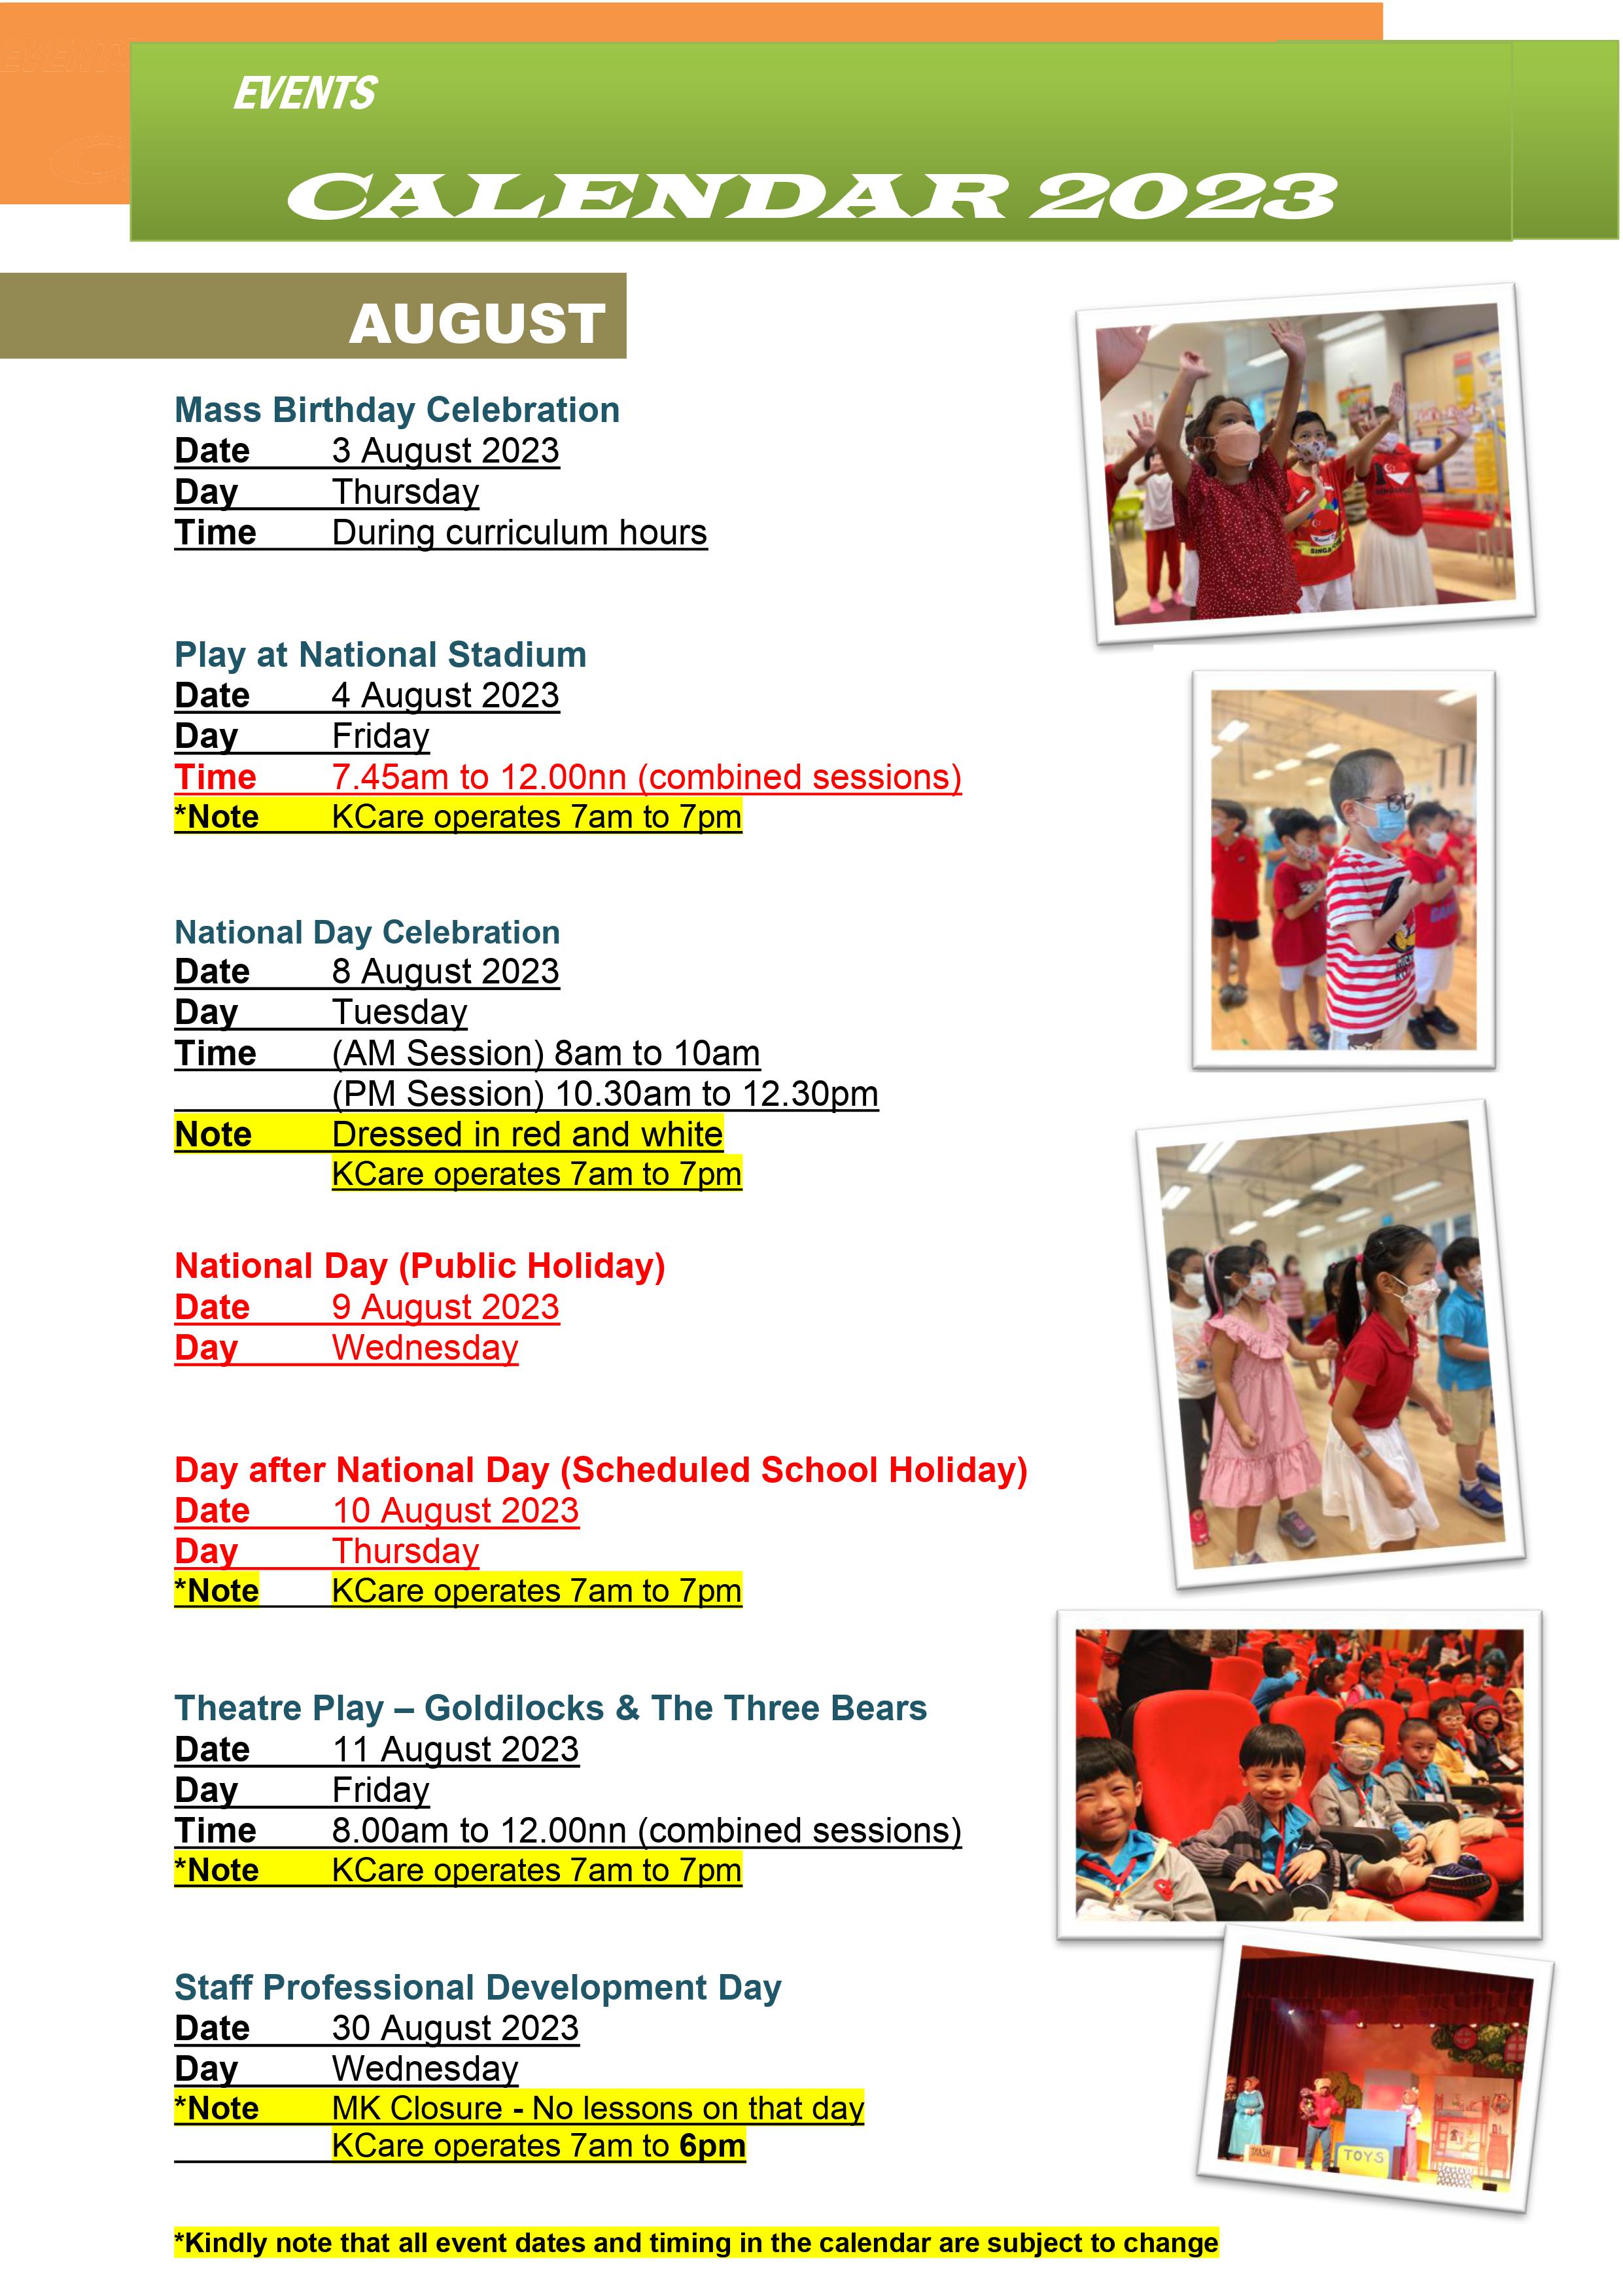 EVENTS
CALENDAR 2023
AUGUST
Mass Birthday Celebration
Date 3 August 2023
Day Thursday
Time During curriculum hours
Play at National Stadium
Date 4 August 2023
Day Friday
Time 7.45am to 12.00nn (combined sessions)
*Note KCare operates 7am to 7pm
National Day Celebration
Date 8 August 2023
Day Tuesday
Time (AM Session) 8am to 10am
(PM Session) 10.30am to 12.30pm
Note Dressed in red and white
KCare operates 7am to 7pm
National Day (Public Holiday)
Date 9 August 2023
Day Wednesday
Day after National Day (Scheduled School Holiday)
Date 10 August 2023
Day Thursday
*Note KCare operates 7am to 7pm
Theatre Play – Goldilocks & The Three Bears
Date 11 August 2023
Day Friday
Time 8.00am to 12.00nn (combined sessions)
*Note KCare operates 7am to 7pm
Staff Professional Development Day
Date 30 August 2023
Day Wednesday
*Note MK Closure - No lessons on that day
KCare operates 7am to 6pm
TRASH
TOYS
*Kindly note that all event dates and timing in the calendar are subject to change